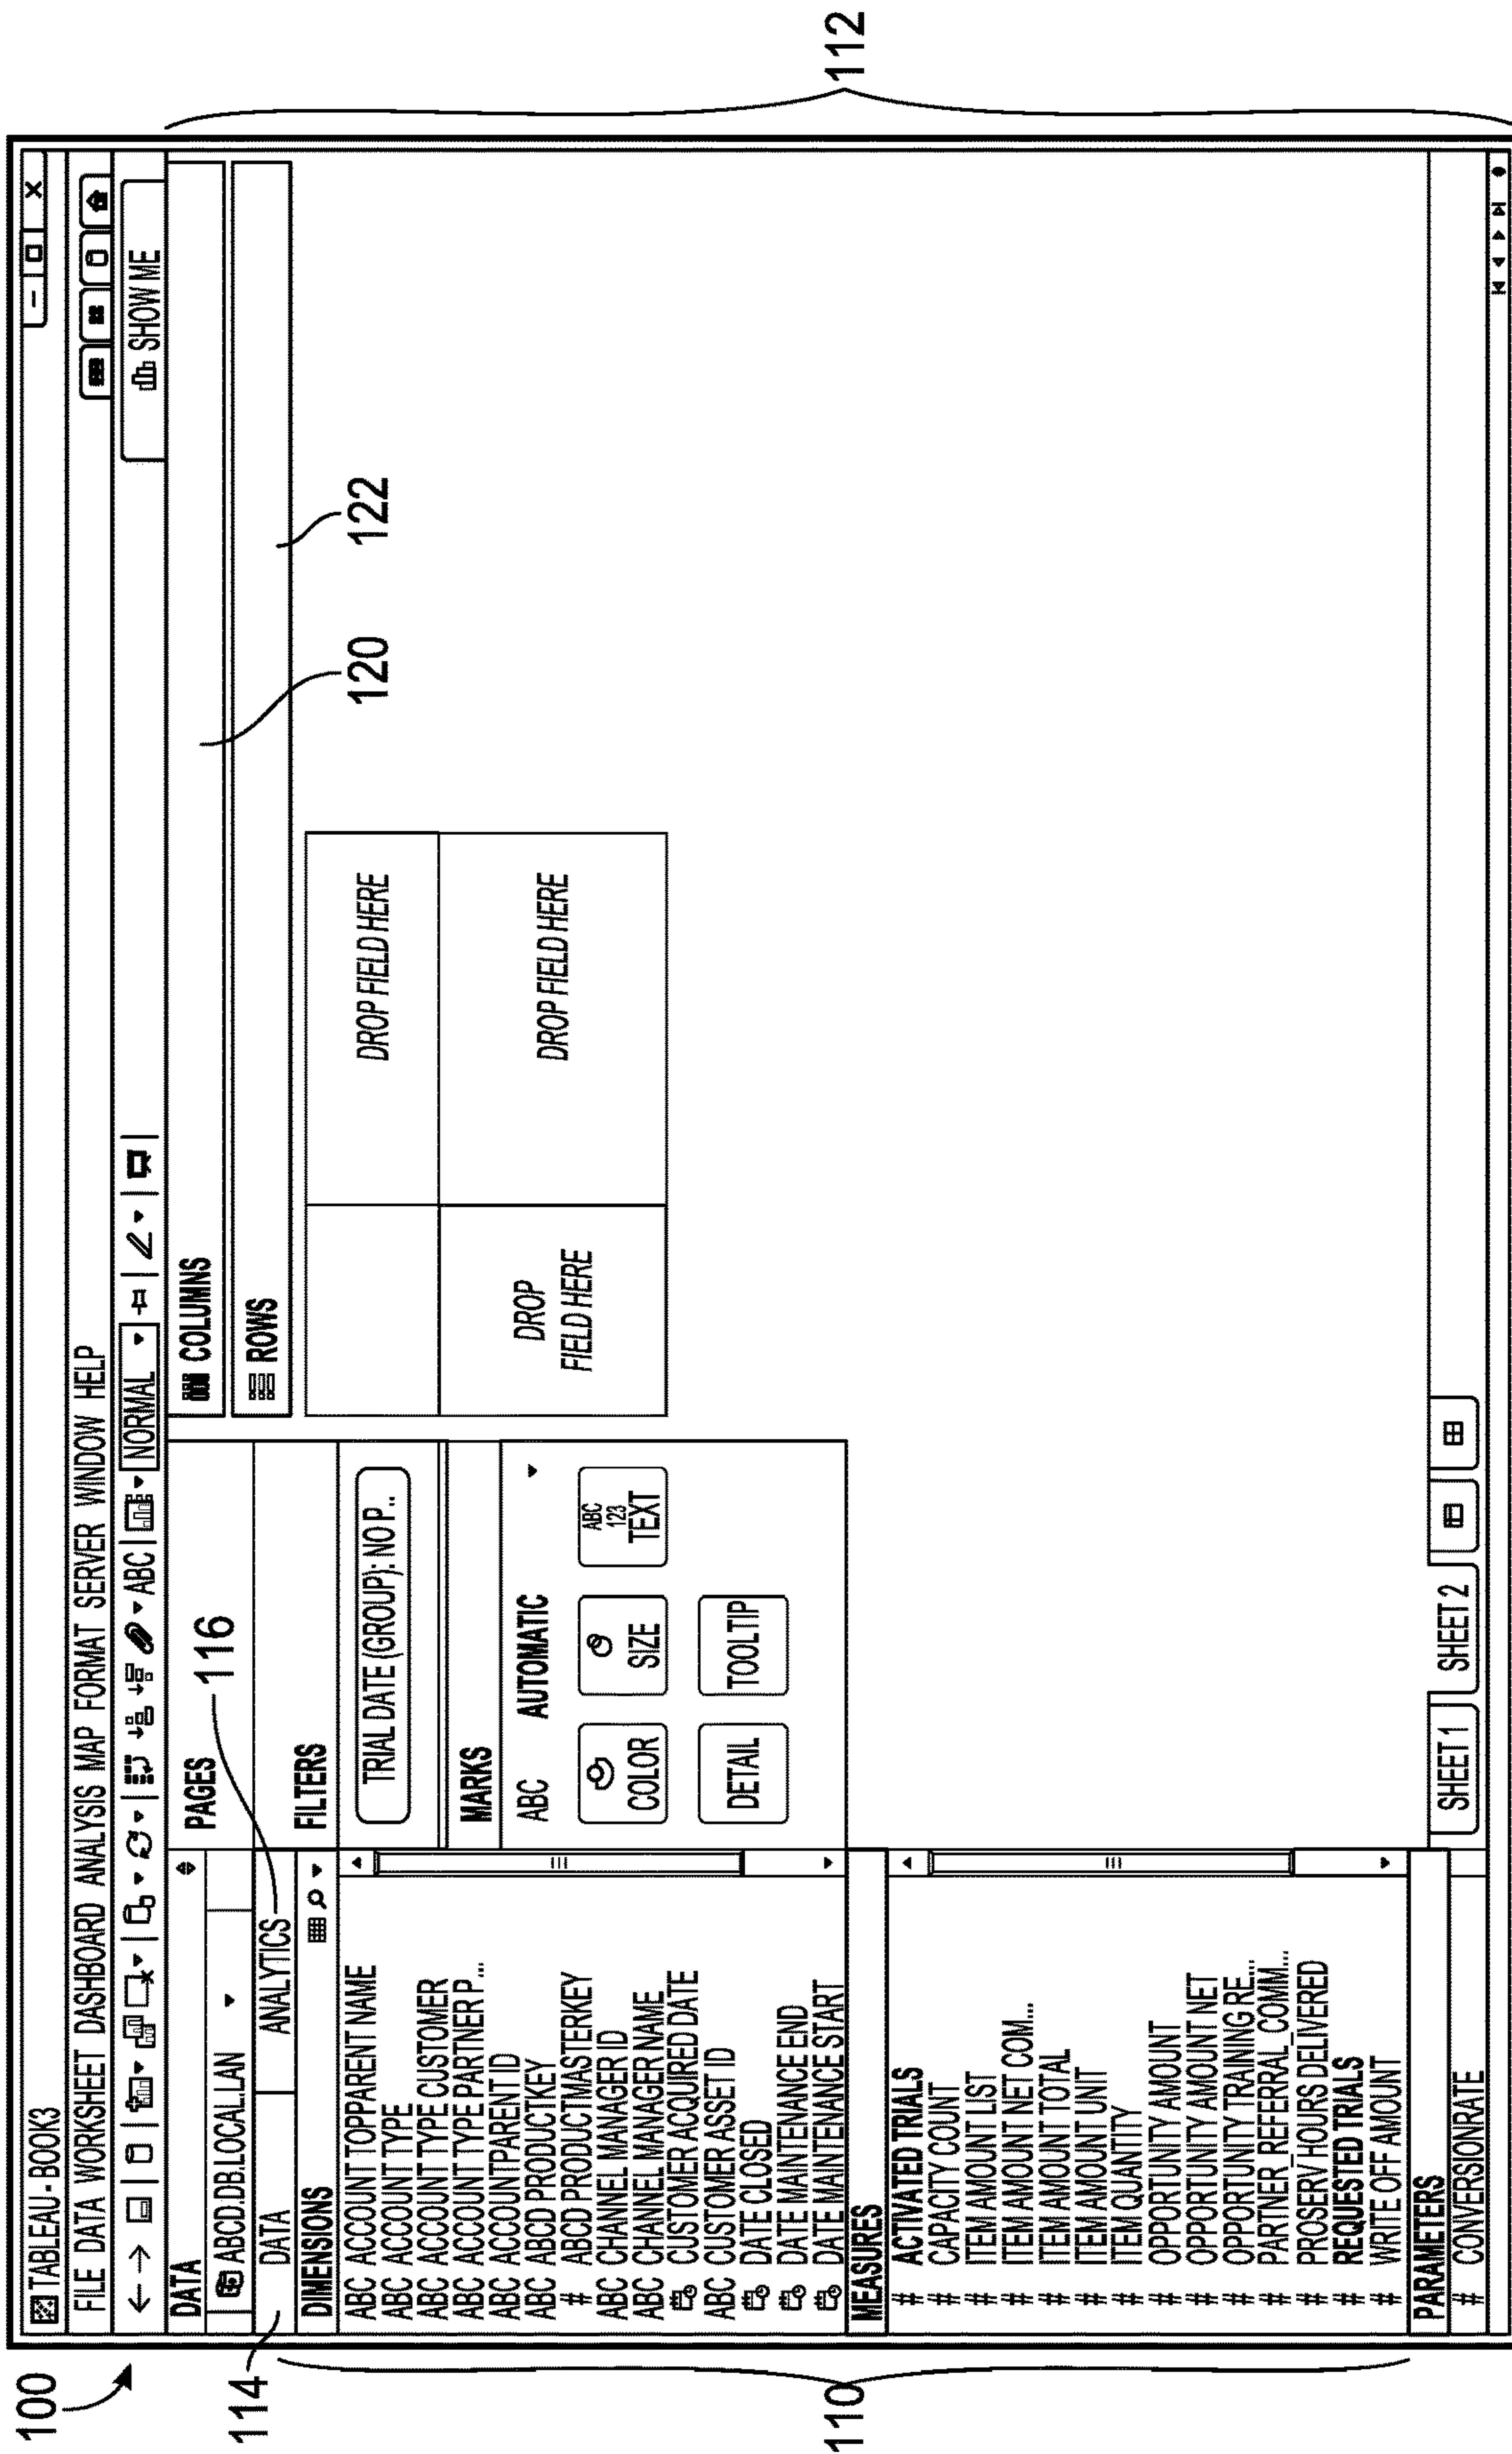 100
TABLEAU - BOOK3
FILE DATA WORKSHEET DASHBOARD ANALYSIS MAP FORMAT SERVER WINDOW HELP
ABC
NORMAL
SHOW ME
DATA
ABCD.DB.LOCAL.LAN
114
DATA
ANALYTICS
116
DIMENSIONS
ABC ACCOUNT TOPPARENT NAME
ABC ACCOUNT TYPE
ABC ACCOUNT TYPE CUSTOMER
ABC ACCOUNT TYPE PARTNER P...
ABC ACCOUNTPARENT ID
ABC ABCD PRODUCTKEY
# ABCD PRODUCTMASTERKEY
ABC CHANNEL MANAGER ID
ABC CHANNEL MANAGER NAME
CUSTOMER ACQUIRED DATE
ABC CUSTOMER ASSET ID
DATE CLOSED
DATE MAINTENANCE END
DATE MAINTENANCE START
110
MEASURES
# ACTIVATED TRIALS
# CAPACITY COUNT
# ITEM AMOUNT LIST
# ITEM AMOUNT NET COM...
# ITEM AMOUNT TOTAL
# ITEM AMOUNT UNIT
# ITEM QUANTITY
# OPPORTUNITY AMOUNT
# OPPORTUNITY AMOUNT NET
# OPPORTUNITY TRAINING RE...
# PARTNER_REFERRAL_COMM...
# PROSERV HOURS DELIVERED
# REQUESTED TRIALS
# WRITE OFF AMOUNT
PARAMETERS
# CONVERSIONRATE
PAGES
FILTERS
TRIAL DATE (GROUP): NO P..
MARKS
ABC AUTOMATIC
COLOR
SIZE
ABC
123
TEXT
DETAIL
TOOLTIP
COLUMNS
ROWS
120
122
DROP FIELD HERE
DROP
FIELD HERE
DROP FIELD HERE
112
SHEET 1
SHEET 2